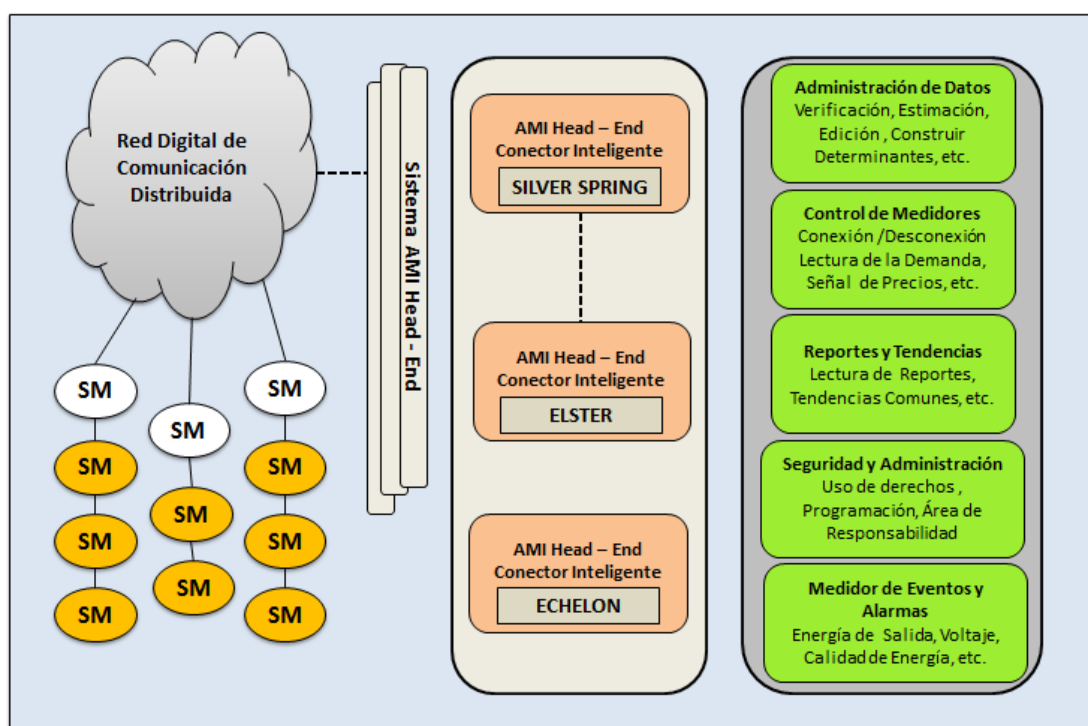 Red Digital de
Comunicación
Distribuida
SM
SM
SM
SM
SM
SM
SM
SM
SM
SM
SM
Sistema AMI Head - End
AMI Head – End
Conector Inteligente
SILVER SPRING
AMI Head – End
Conector Inteligente
ELSTER
AMI Head – End
Conector Inteligente
ECHELON
Administración de Datos
Verificación, Estimación,
Edición , Construir
Determinantes, etc.
Control de Medidores
Conexión /Desconexión
Lectura de la Demanda,
Señal de Precios, etc.
Reportes y Tendencias
Lectura de Reportes,
Tendencias Comunes, etc.
Seguridad y Administración
Uso de derechos ,
Programación, Área de
Responsabilidad
Medidor de Eventos y
Alarmas
Energía de Salida, Voltaje,
Calidad de Energía, etc.